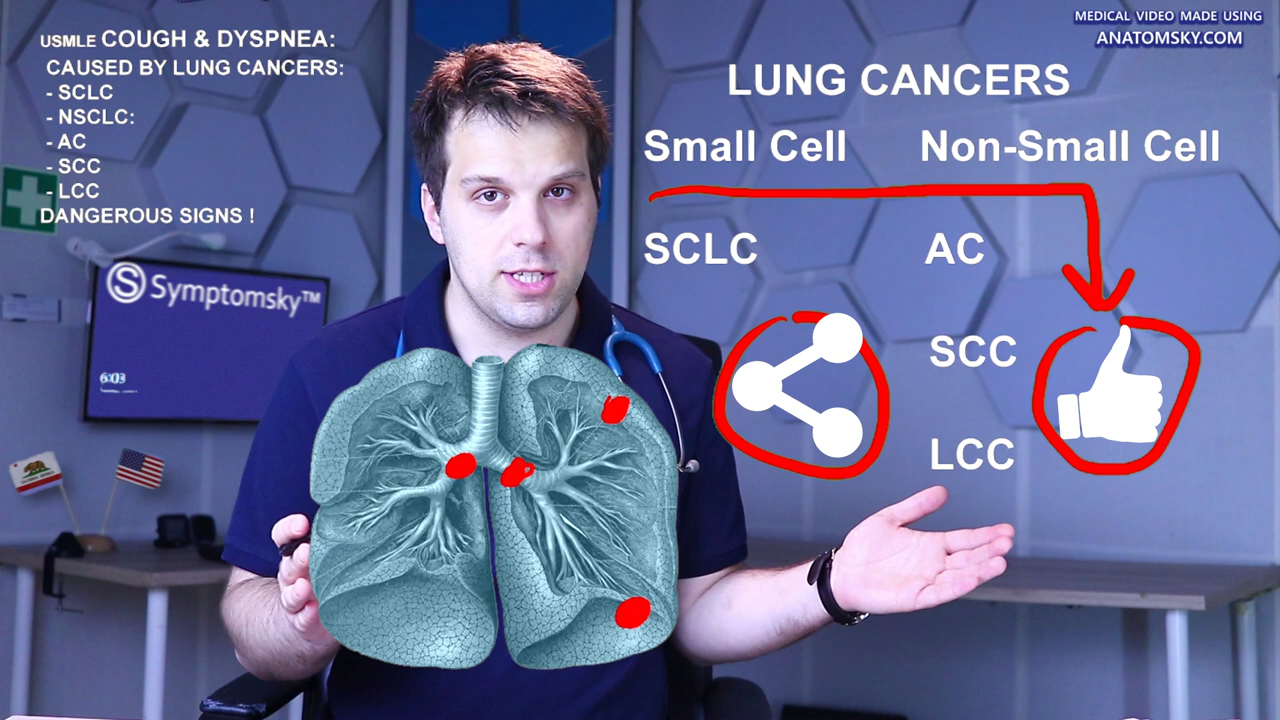 USMLE COUGH & DYSPNEA:
CAUSED BY LUNG CANCERS:
- SCLC
- NSCLC:
- AC
- SCC
- LCC
DANGEROUS SIGNS !
S Symptomsky™
6:03
MEDICAL VIDEO MADE USING
ANATOMSKY.COM
LUNG CANCERS
Small Cell Non-Small Cell
SCLC AC
SCC
LCC